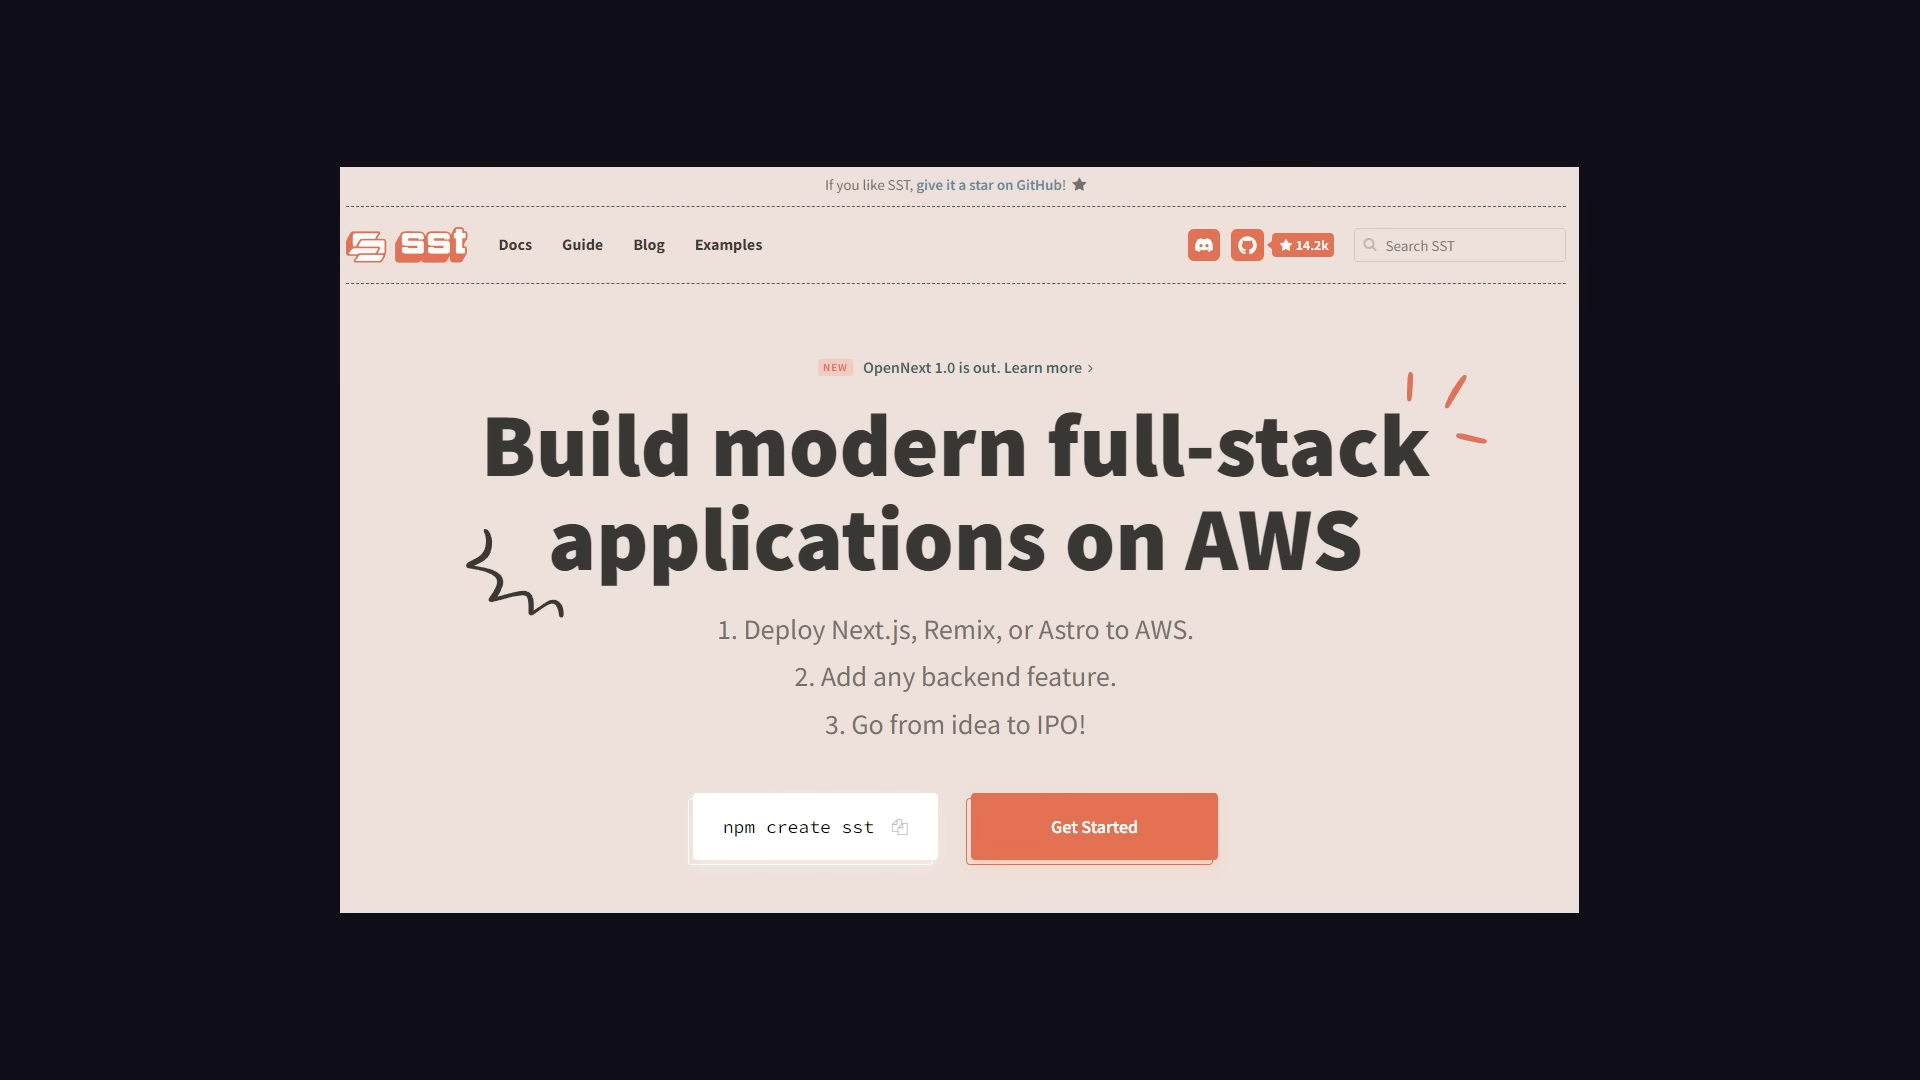 If you like SST, give it a star on GitHub!
sst
Docs
Guide
Blog
Examples
14.2k
Search SST
NEW
OpenNext 1.0 is out. Learn more
Build modern full-stack
applications on AWS
1. Deploy Next.js, Remix, or Astro to AWS.
2. Add any backend feature.
3. Go from idea to IPO!
npm create sst
Get Started